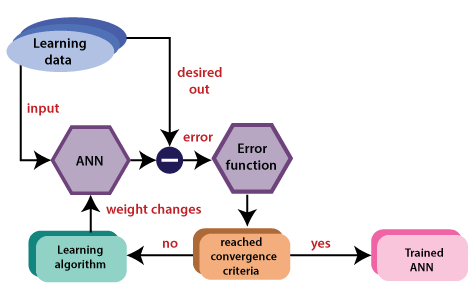 Learning
data
desired
out
input
error
ANN
Error
function
weight changes
Learning
algorithm
no
reached
convergence
criteria
yes
Trained
ANN